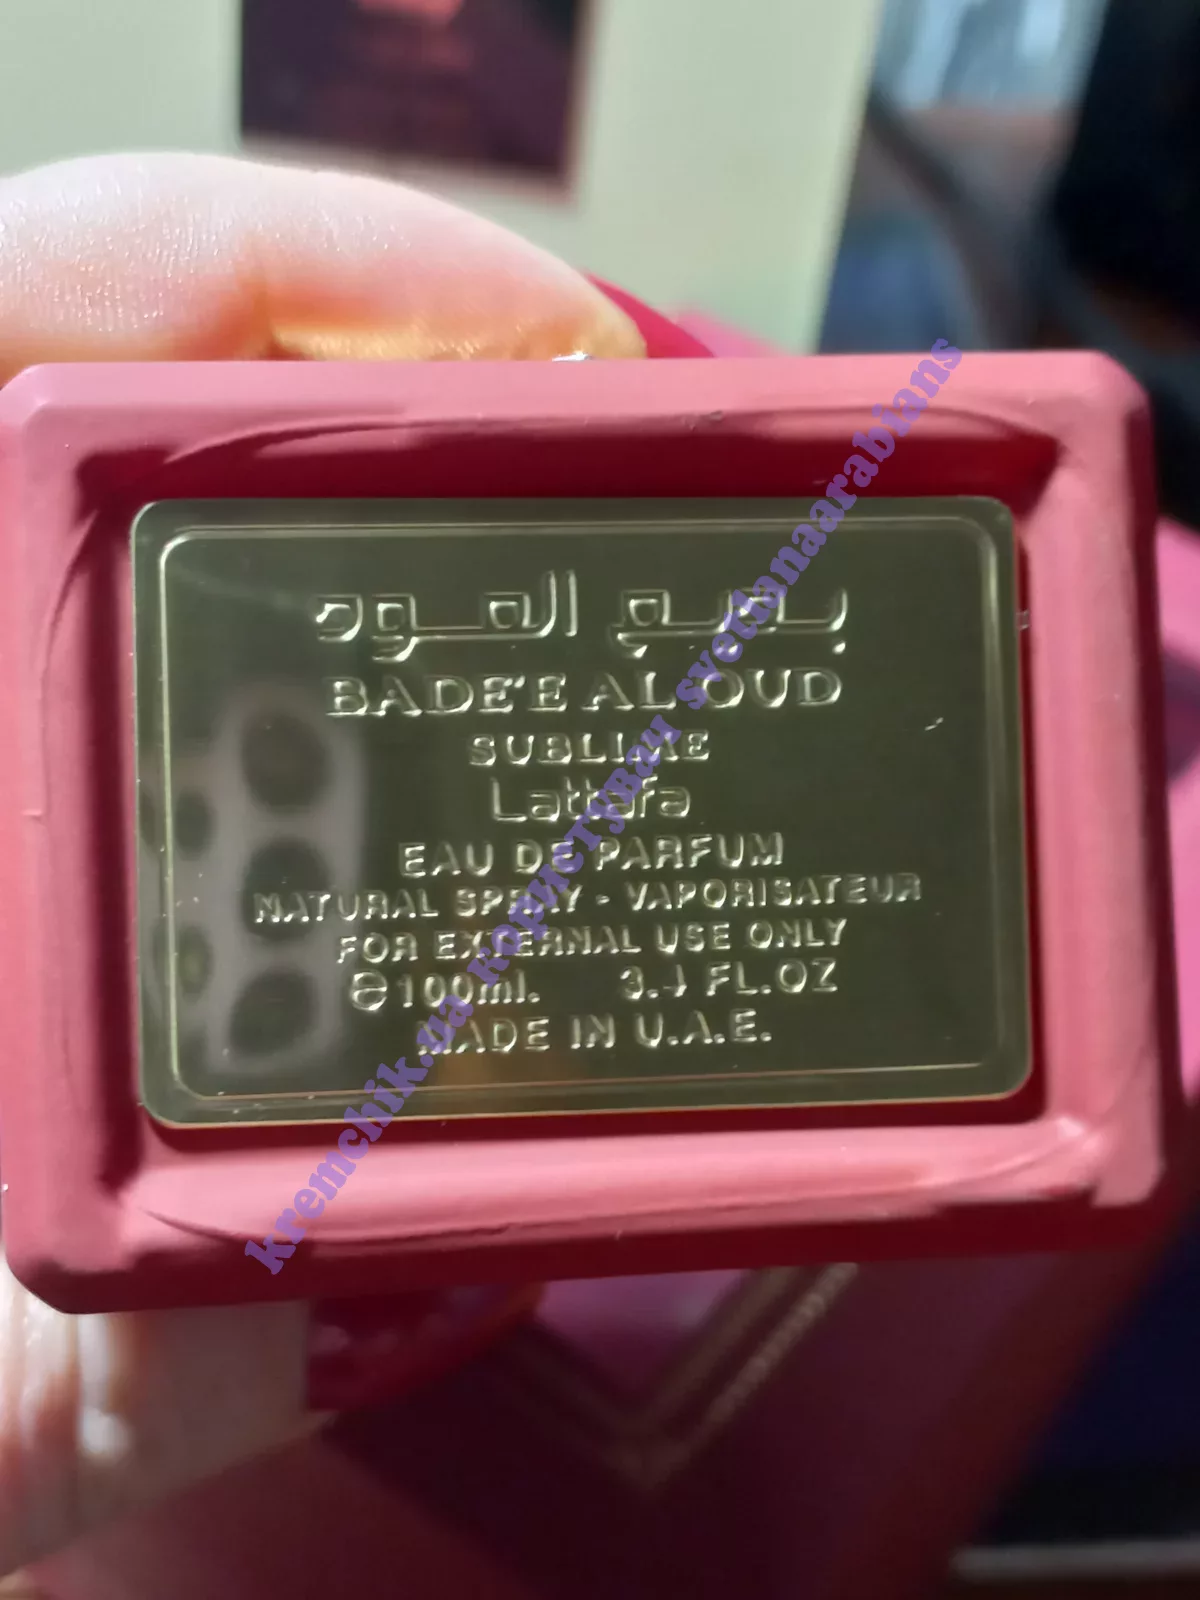 بديع العود
BADE'E AL OUD
SUBLIME
Lattafa
EAU DE PARFUM
NATURAL SPRAY - VAPORISATEUR
FOR EXTERNAL USE ONLY
℮100ml. 3.4 FL.OZ
MADE IN U.A.E.
kremchik.ua користувач svetlanaarabians